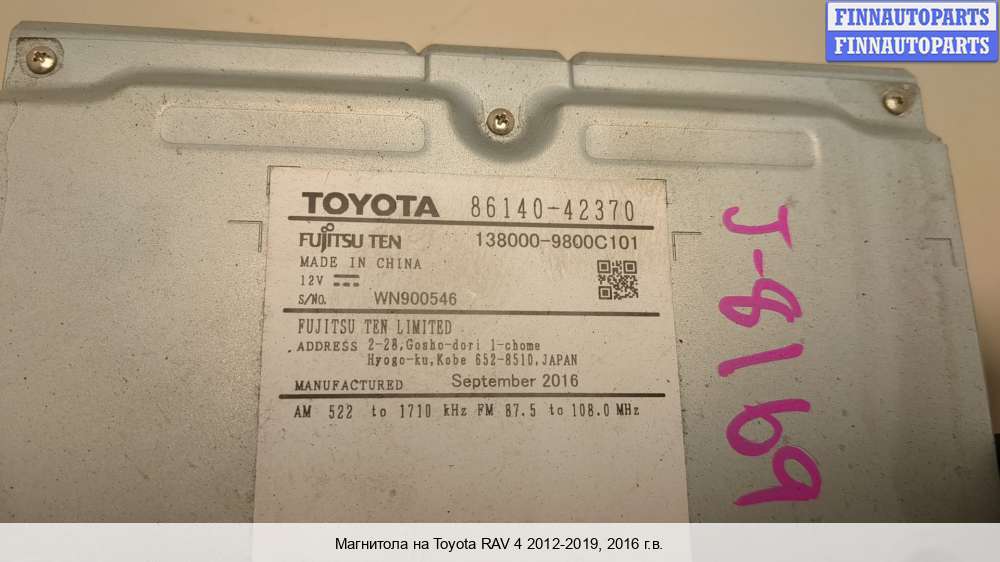 FINNAUTOPARTS
FINNAUTOPARTS
TOYOTA 86140-42370
FUJITSU TEN 138000-9800C101
MADE IN CHINA
12V
S/NO. WN900546
FUJITSU TEN LIMITED
ADDRESS 2-28,Gosho-dori 1-chome
Hyogo-ku,Kobe 652-8510,JAPAN
MANUFACTURED September 2016
AM 522 to 1710 kHz FM 87.5 to 108.0 MHz
J-8169
Магнитола на Toyota RAV 4 2012-2019, 2016 г.в.